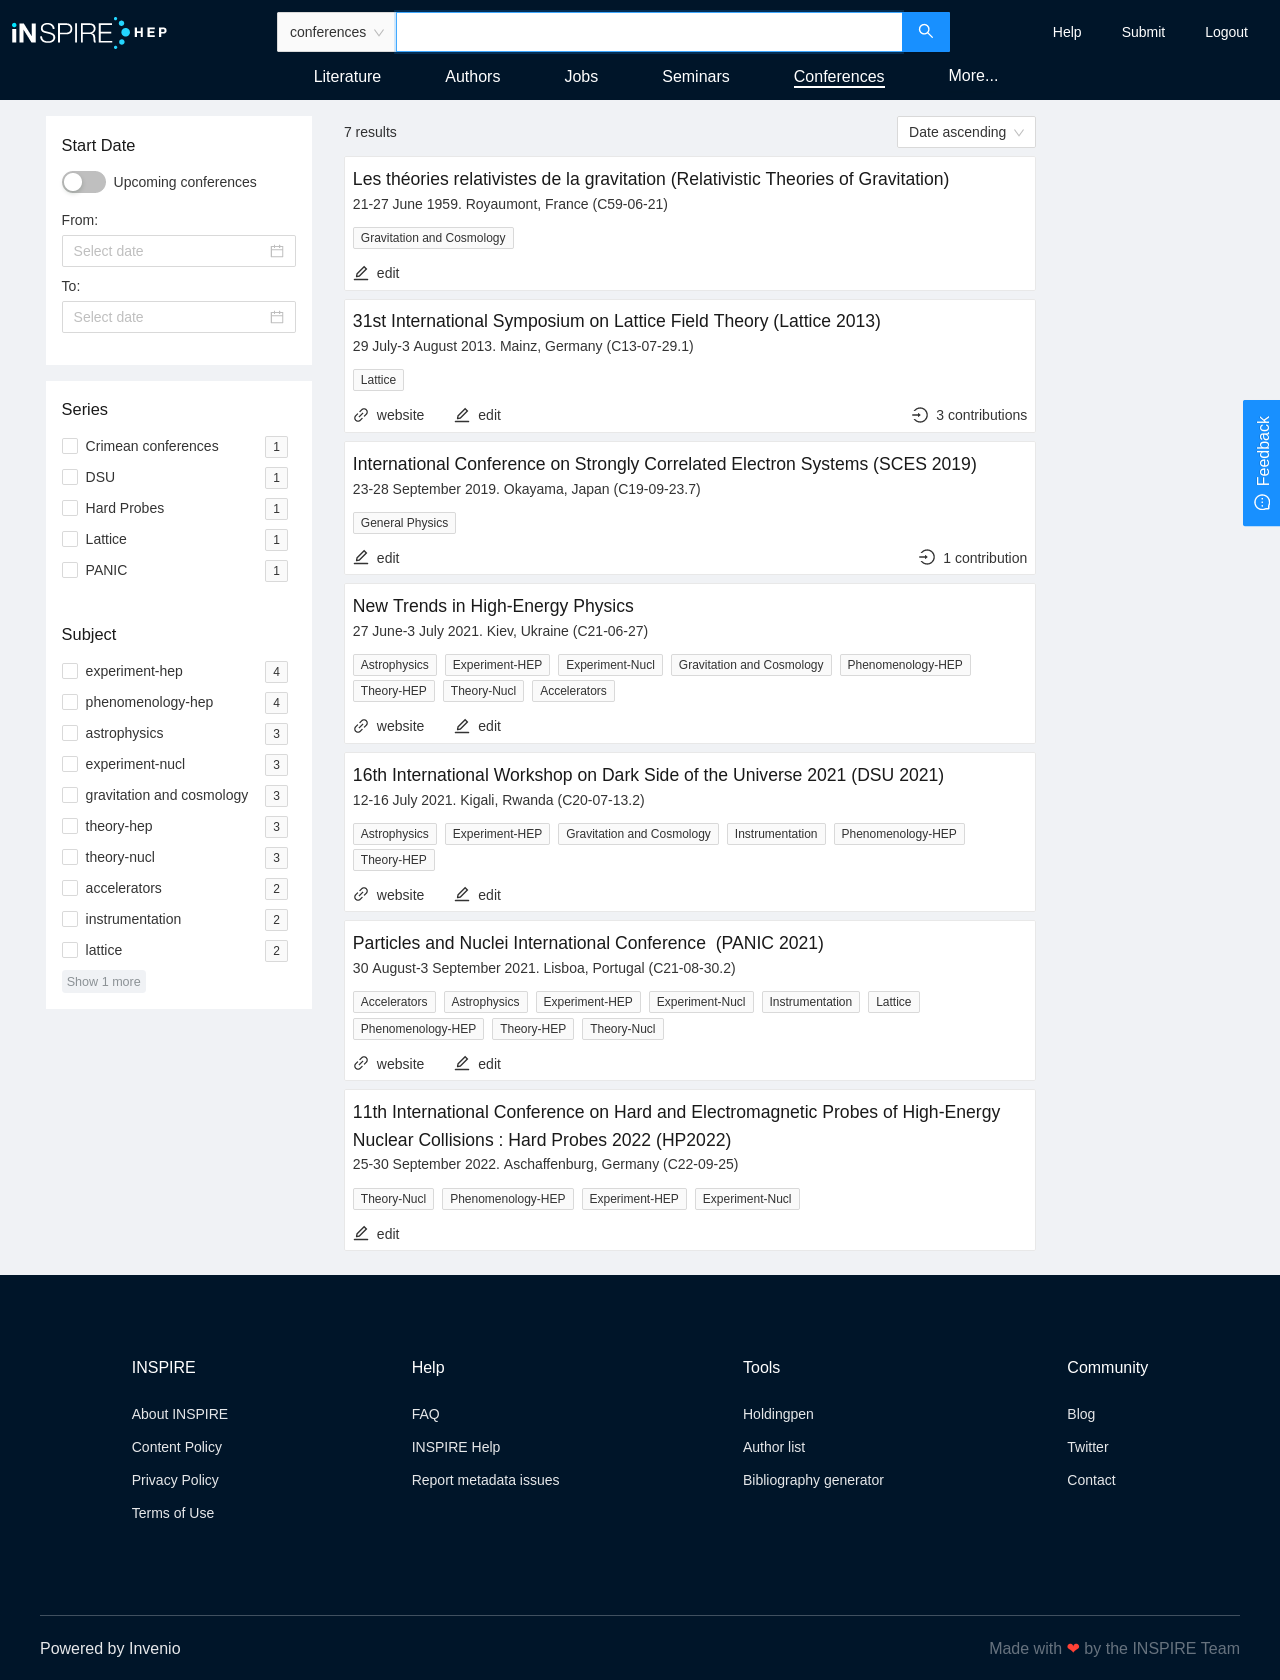 iNSPIRE HEP
conferences
Help
Submit
Logout
Literature
Authors
Jobs
Seminars
Conferences
More...
Start Date
Upcoming conferences
From:
Select date
To:
Select date
Series
Crimean conferences 1
DSU 1
Hard Probes 1
Lattice 1
PANIC 1
Subject
experiment-hep 4
phenomenology-hep 4
astrophysics 3
experiment-nucl 3
gravitation and cosmology 3
theory-hep 3
theory-nucl 3
accelerators 2
instrumentation 2
lattice 2
Show 1 more
7 results
Date ascending
Les théories relativistes de la gravitation (Relativistic Theories of Gravitation)
21-27 June 1959. Royaumont, France (C59-06-21)
Gravitation and Cosmology
edit
31st International Symposium on Lattice Field Theory (Lattice 2013)
29 July-3 August 2013. Mainz, Germany (C13-07-29.1)
Lattice
website edit 3 contributions
International Conference on Strongly Correlated Electron Systems (SCES 2019)
23-28 September 2019. Okayama, Japan (C19-09-23.7)
General Physics
edit 1 contribution
New Trends in High-Energy Physics
27 June-3 July 2021. Kiev, Ukraine (C21-06-27)
Astrophysics Experiment-HEP Experiment-Nucl Gravitation and Cosmology Phenomenology-HEP
Theory-HEP Theory-Nucl Accelerators
website edit
16th International Workshop on Dark Side of the Universe 2021 (DSU 2021)
12-16 July 2021. Kigali, Rwanda (C20-07-13.2)
Astrophysics Experiment-HEP Gravitation and Cosmology Instrumentation Phenomenology-HEP
Theory-HEP
website edit
Particles and Nuclei International Conference (PANIC 2021)
30 August-3 September 2021. Lisboa, Portugal (C21-08-30.2)
Accelerators Astrophysics Experiment-HEP Experiment-Nucl Instrumentation Lattice
Phenomenology-HEP Theory-HEP Theory-Nucl
website edit
11th International Conference on Hard and Electromagnetic Probes of High-Energy
Nuclear Collisions : Hard Probes 2022 (HP2022)
25-30 September 2022. Aschaffenburg, Germany (C22-09-25)
Theory-Nucl Phenomenology-HEP Experiment-HEP Experiment-Nucl
edit
Feedback
INSPIRE
About INSPIRE
Content Policy
Privacy Policy
Terms of Use
Help
FAQ
INSPIRE Help
Report metadata issues
Tools
Holdingpen
Author list
Bibliography generator
Community
Blog
Twitter
Contact
Powered by Invenio
Made with ❤ by the INSPIRE Team